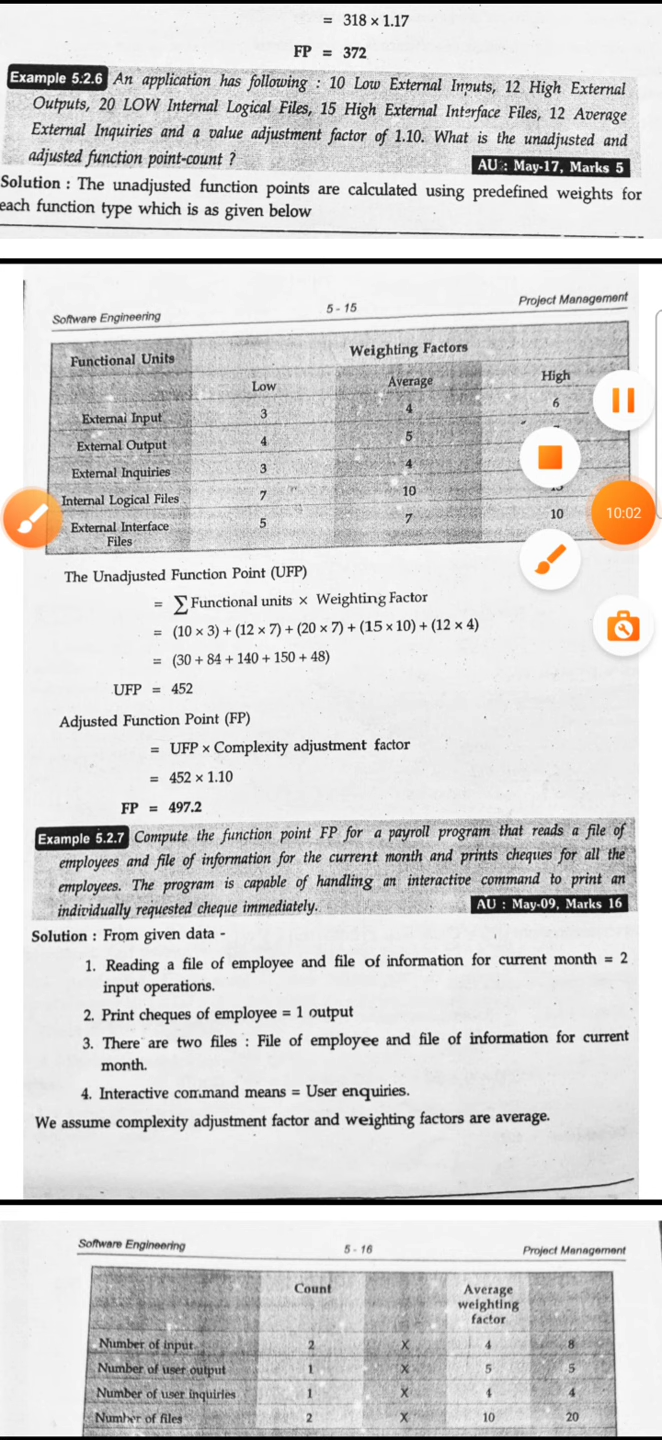 = 318 × 1.17
FP = 372
Example 5.2.6 An application has following : 10 Low External Inputs, 12 High External
Outputs, 20 LOW Internal Logical Files, 15 High External Interface Files, 12 Average
External Inquiries and a value adjustment factor of 1.10. What is the unadjusted and
adjusted function point-count ?
AU : May-17, Marks 5
Solution : The unadjusted function points are calculated using predefined weights for
each function type which is as given below
Software Engineering 5 - 15 Project Management
Functional Units Weighting Factors
Low Average High
External Input 3 4 6
External Output 4 5
External Inquiries 3 4
Internal Logical Files 7 10
External Interface 5 7 10
Files
10:02
The Unadjusted Function Point (UFP)
= ∑ Functional units × Weighting Factor
= (10 × 3) + (12 × 7) + (20 × 7) + (15 × 10) + (12 × 4)
= (30 + 84 + 140 + 150 + 48)
UFP = 452
Adjusted Function Point (FP)
= UFP × Complexity adjustment factor
= 452 × 1.10
FP = 497.2
Example 5.2.7 Compute the function point FP for a payroll program that reads a file of
employees and file of information for the current month and prints cheques for all the
employees. The program is capable of handling an interactive command to print an
individually requested cheque immediately.
AU : May-09, Marks 16
Solution : From given data -
1. Reading a file of employee and file of information for current month = 2
input operations.
2. Print cheques of employee = 1 output
3. There are two files : File of employee and file of information for current
month.
4. Interactive command means = User enquiries.
We assume complexity adjustment factor and weighting factors are average.
Software Engineering 5 - 16 Project Management
Count Average
weighting
factor
Number of input 2 X 4 8
Number of user output 1 X 5 5
Number of user inquiries 1 X 4 4
Number of files 2 X 10 20